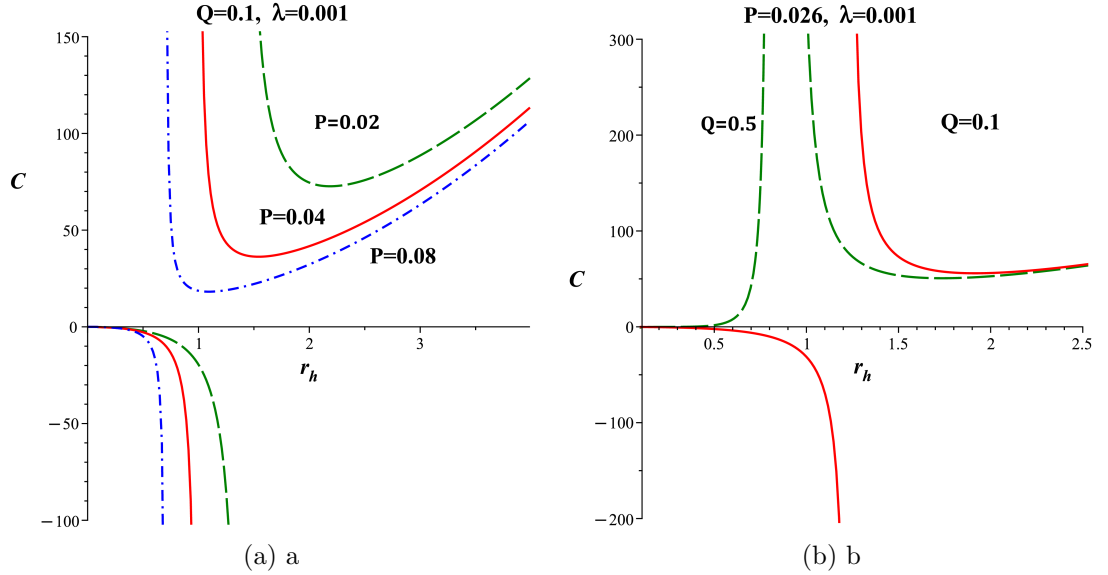 Q=0.1, λ=0.001
150
100
50
0
−50
−100
C
1
2
3
r_h
P=0.02
P=0.04
P=0.08
(a) a
P=0.026, λ=0.001
300
200
100
0
−100
−200
C
0.5
1
1.5
2
2.5
r_h
Q=0.5
Q=0.1
(b) b